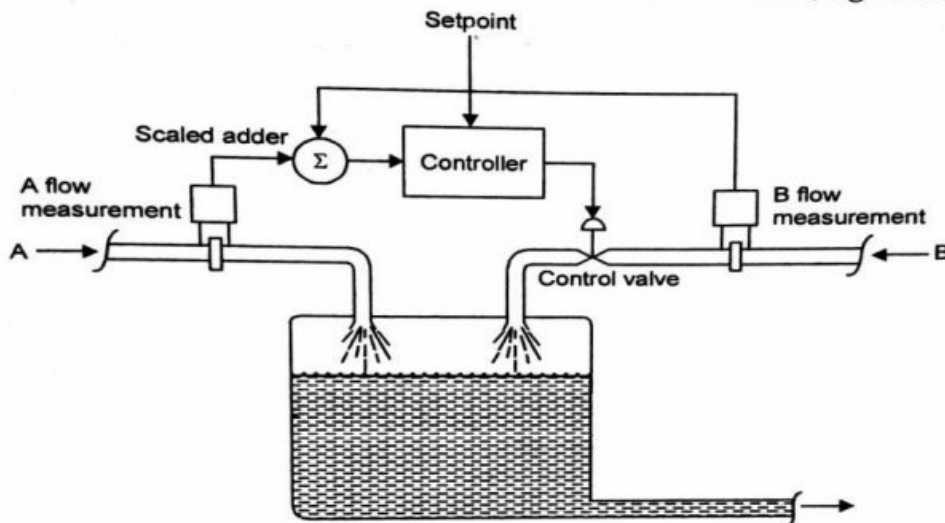 Setpoint
Scaled adder
Σ
Controller
A flow
measurement
B flow
measurement
A
B
Control valve